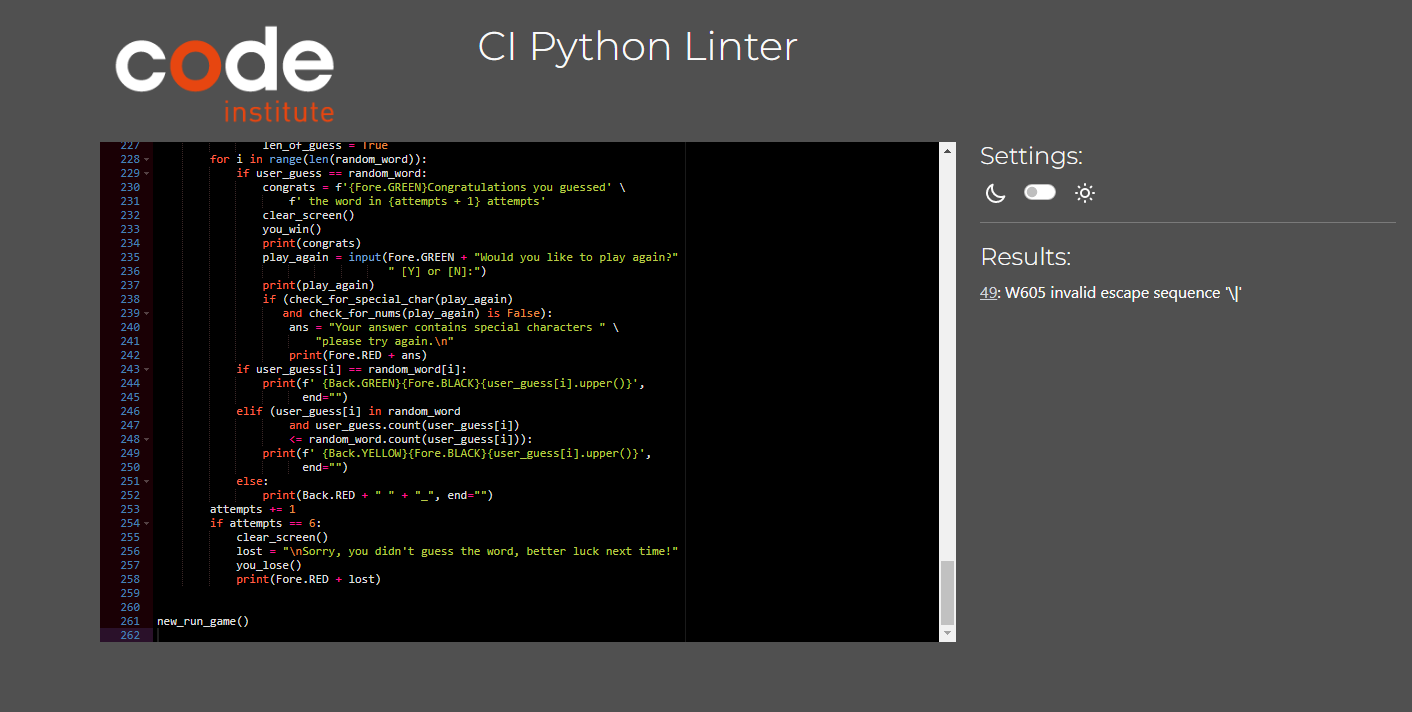 code
institute
CI Python Linter
227 len_of_guess = True
228 for i in range(len(random_word)):
229 if user_guess == random_word:
230 congrats = f'{Fore.GREEN}Congratulations you guessed' \
231 f' the word in {attempts + 1} attempts'
232 clear_screen()
233 you_win()
234 print(congrats)
235 play_again = input(Fore.GREEN + "Would you like to play again?"
236 " [Y] or [N]:")
237 print(play_again)
238 if (check_for_special_char(play_again)
239 and check_for_nums(play_again) is False):
240 ans = "Your answer contains special characters " \
241 "please try again.\n"
242 print(Fore.RED + ans)
243 if user_guess[i] == random_word[i]:
244 print(f' {Back.GREEN}{Fore.BLACK}{user_guess[i].upper()}',
245 end="")
246 elif (user_guess[i] in random_word
247 and user_guess.count(user_guess[i])
248 <= random_word.count(user_guess[i])):
249 print(f' {Back.YELLOW}{Fore.BLACK}{user_guess[i].upper()}',
250 end="")
251 else:
252 print(Back.RED + " " + "_", end="")
253 attempts += 1
254 if attempts == 6:
255 clear_screen()
256 lost = "\nSorry, you didn't guess the word, better luck next time!"
257 you_lose()
258 print(Fore.RED + lost)
259
260
261 new_run_game()
262
Settings:
Results:
49: W605 invalid escape sequence '\|'